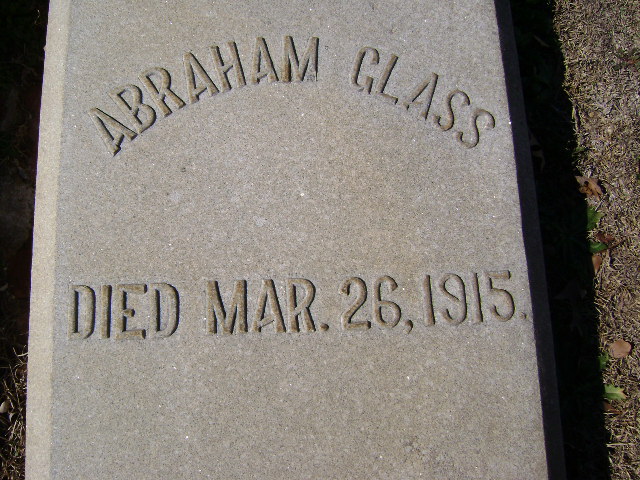 ABRAHAM GLASS
DIED MAR. 26, 1915.